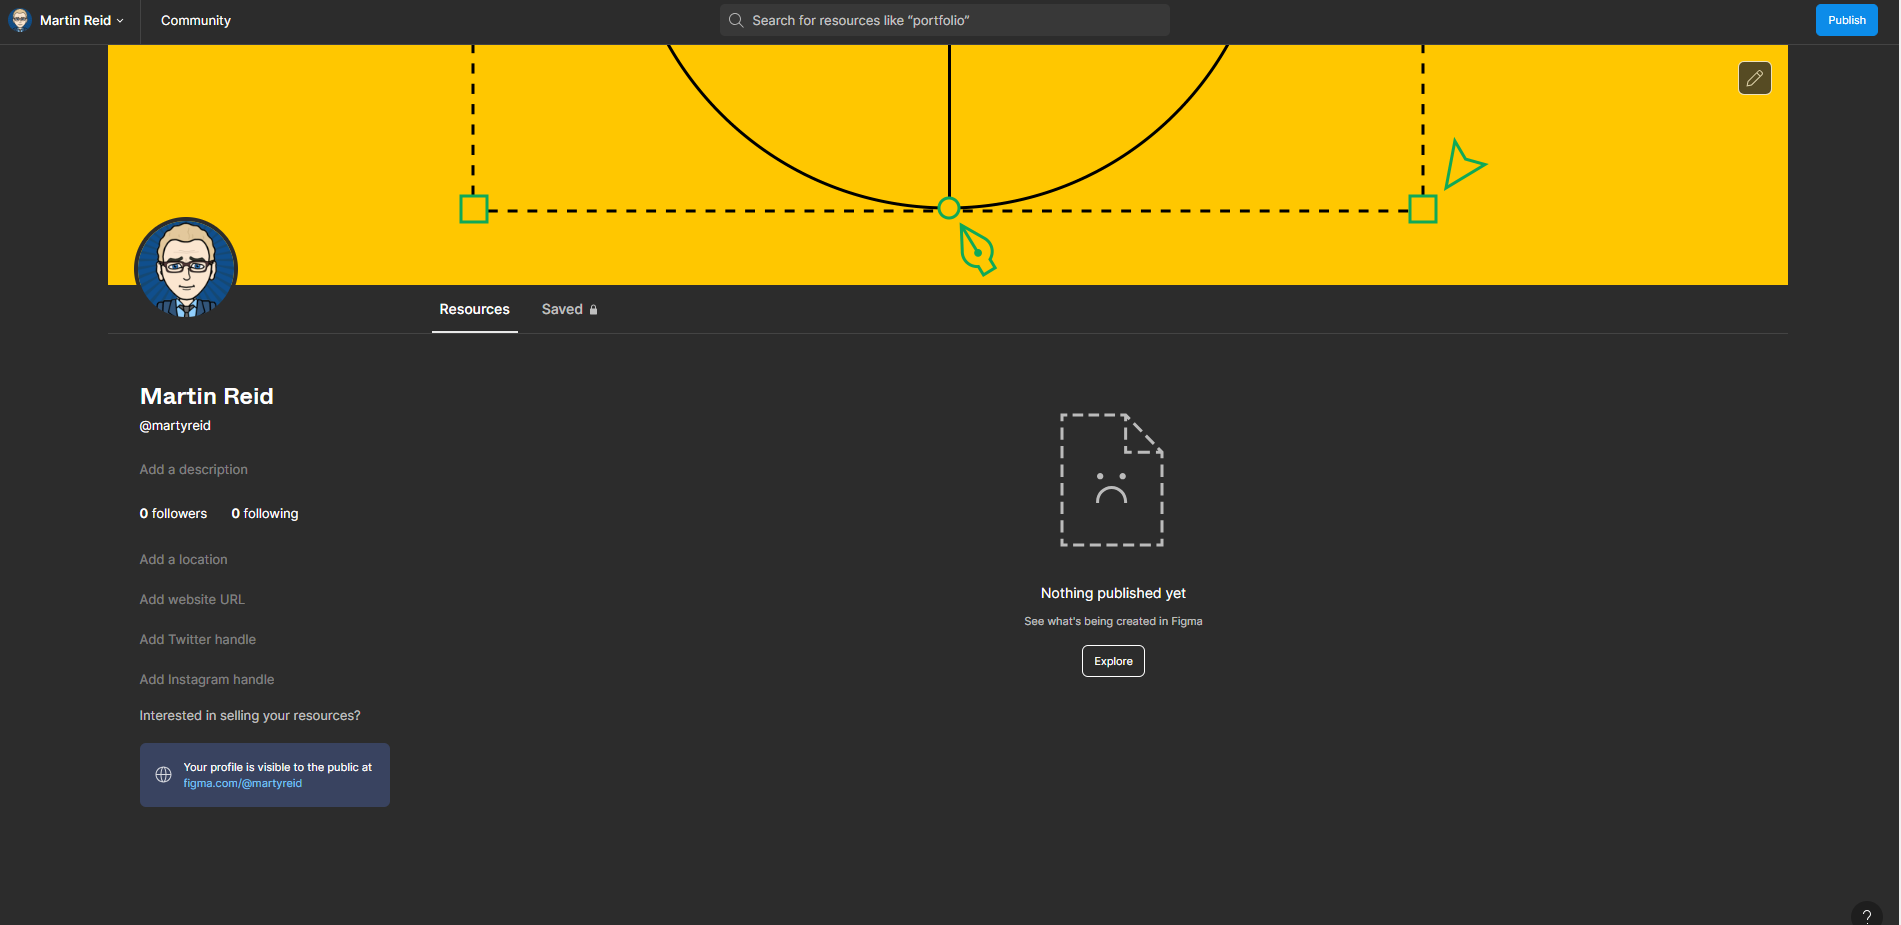 Martin Reid
Community
Search for resources like “portfolio”
Publish
Resources
Saved
Martin Reid
@martyreid
Add a description
0 followers
0 following
Add a location
Add website URL
Add Twitter handle
Add Instagram handle
Interested in selling your resources?
Your profile is visible to the public at
figma.com/@martyreid
Nothing published yet
See what's being created in Figma
Explore
?